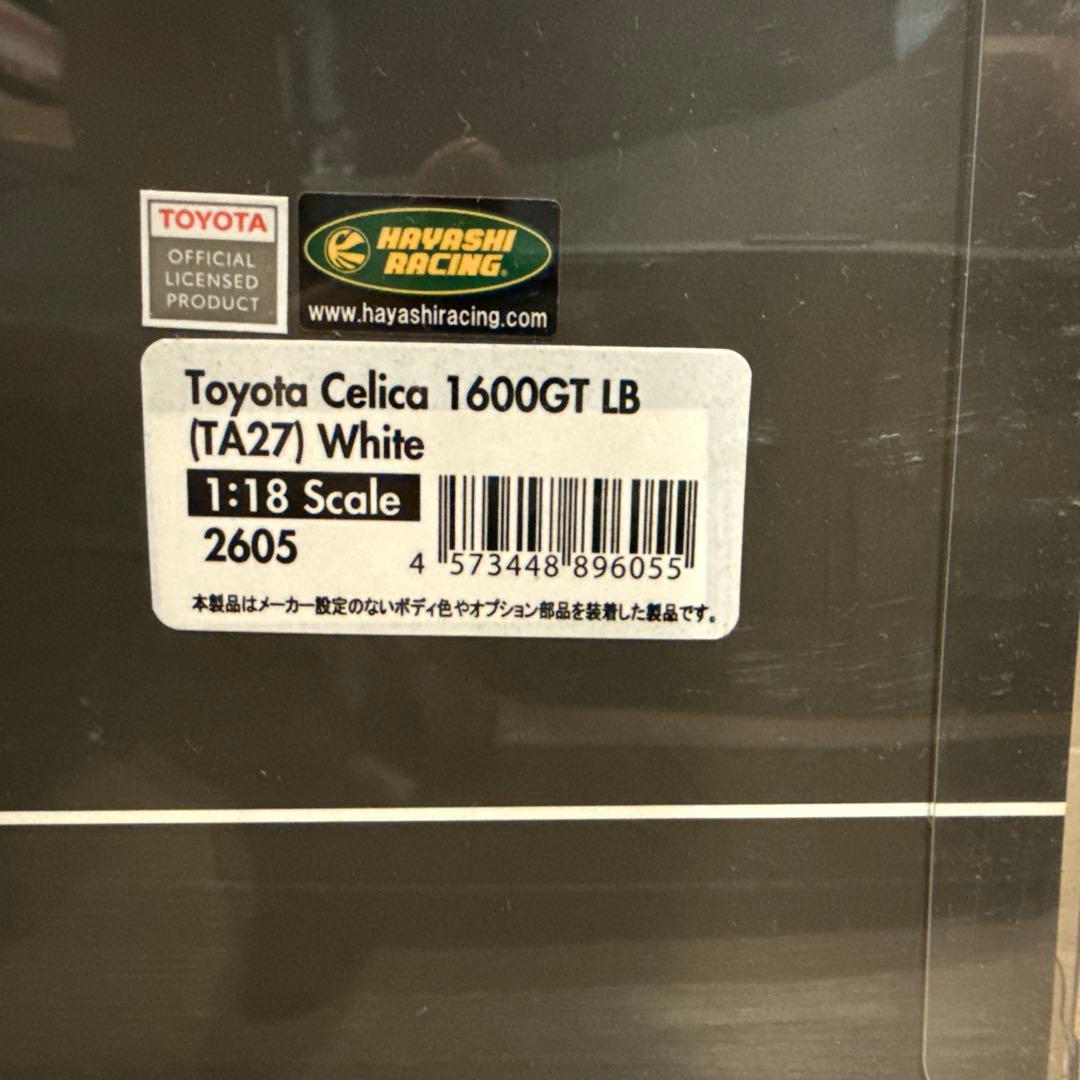 TOYOTA
OFFICIAL
LICENSED
PRODUCT
HAYASHI
RACING
www.hayashiracing.com
Toyota Celica 1600GT LB
(TA27) White
1:18 Scale
2605
4 573448 896055
本製品はメーカー設定のないボディ色やオプション部品を装着した製品です。